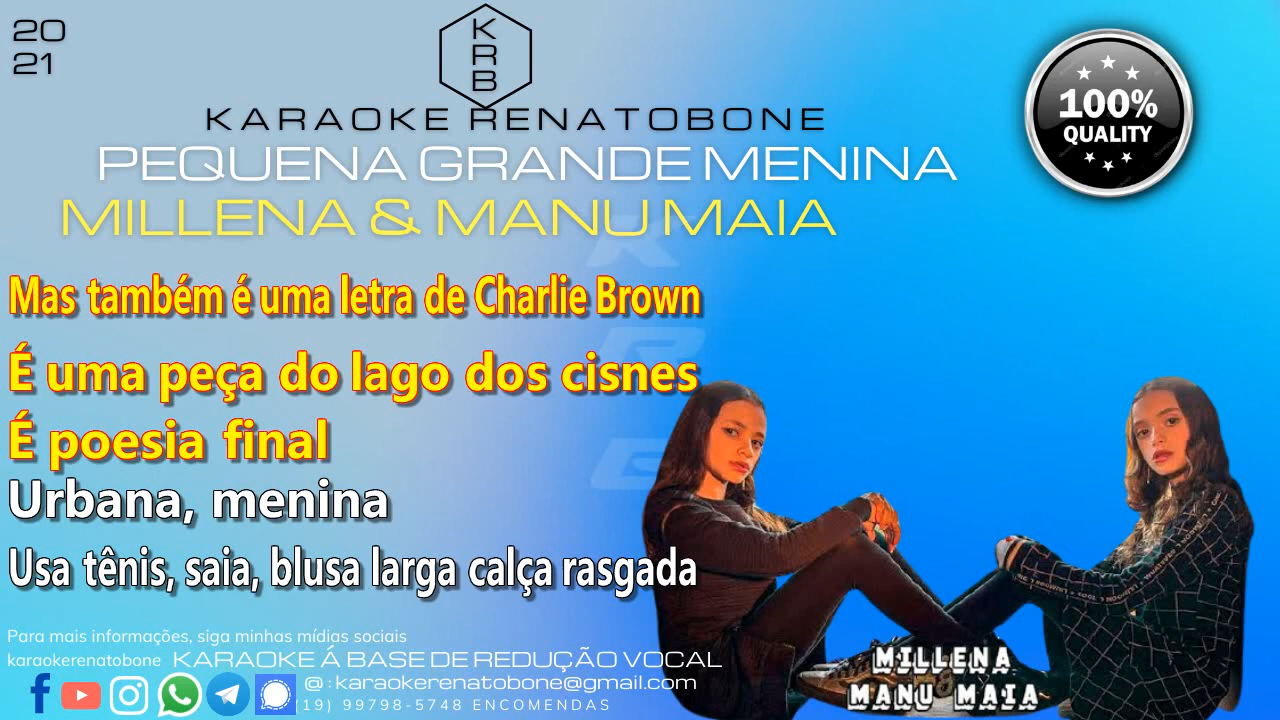 20
21
K
R
B
KARAOKE RENATOBONE
PEQUENA GRANDE MENINA
MILLENA & MANU MAIA
100%
QUALITY
K
R
B
Mas também é uma letra de Charlie Brown
É uma peça do lago dos cisnes
É poesia final
Urbana, menina
Usa tênis, saia, blusa larga calça rasgada
Para mais informações, siga minhas mídias sociais
karaokerenatobone
KARAOKE Á BASE DE REDUÇÃO VOCAL
@ : karaokerenatobone@gmail.com
(19) 99798-5748 ENCOMENDAS
MILLENA
&
MANU MAIA